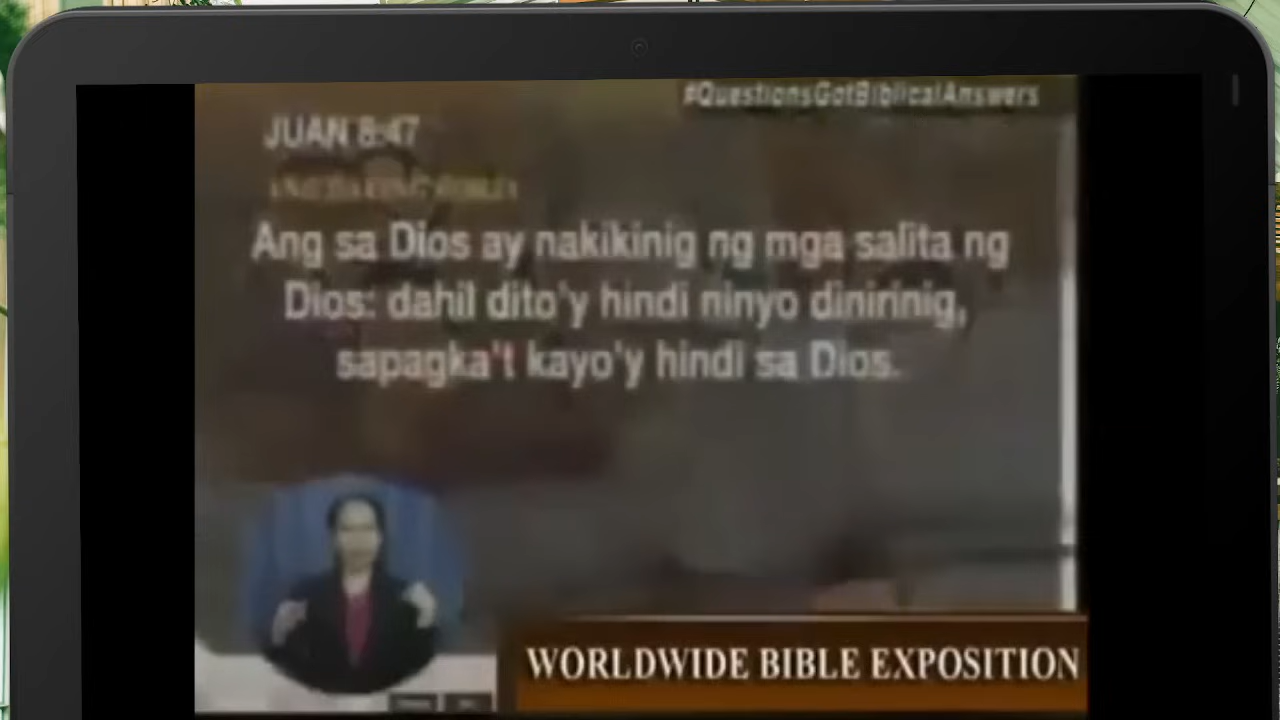 #QuestionsGotBiblicalAnswers
JUAN 8:47
Ang sa Dios ay nakikinig ng mga salita ng
Dios: dahil dito'y hindi ninyo dinirinig,
sapagka't kayo'y hindi sa Dios.
WORLDWIDE BIBLE EXPOSITION